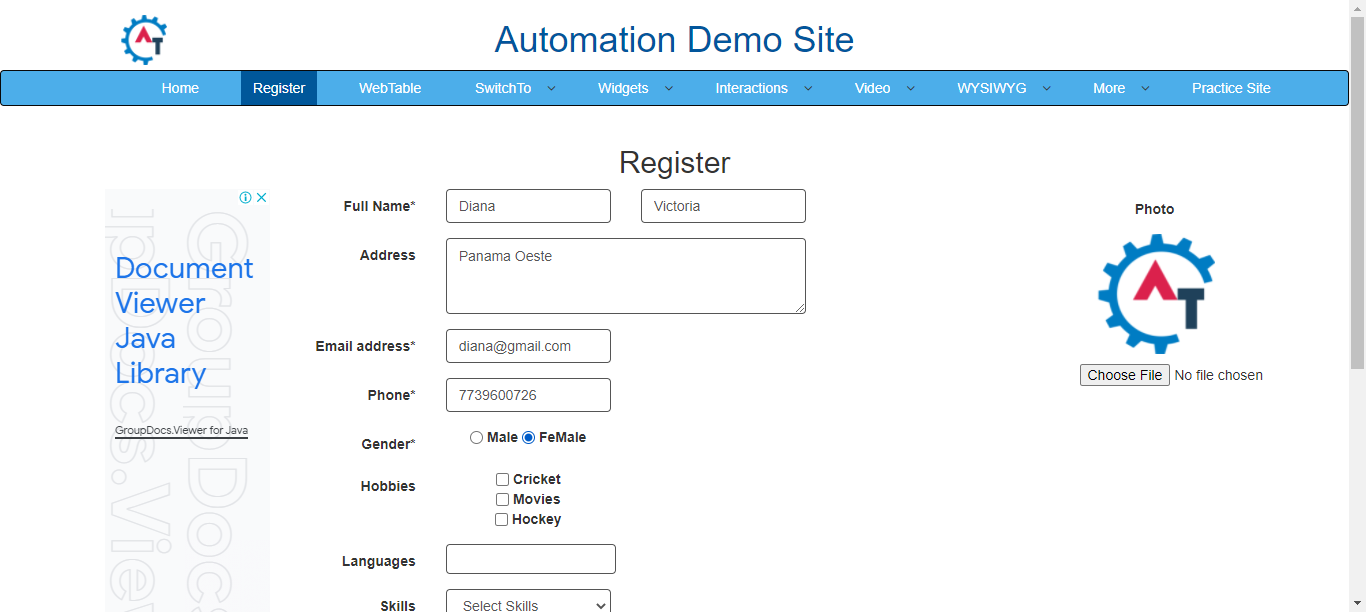 AT
Automation Demo Site
Home Register WebTable SwitchTo Widgets Interactions Video WYSIWYG More Practice Site
Register
Full Name* Diana Victoria
Address Panama Oeste
Email address* diana@gmail.com
Phone* 7739600726
Gender* Male FeMale
Hobbies Cricket
Movies
Hockey
Languages
Skills Select Skills
Photo
AT
Choose File No file chosen
Document
Viewer
Java
Library
GroupDocs.Viewer for Java